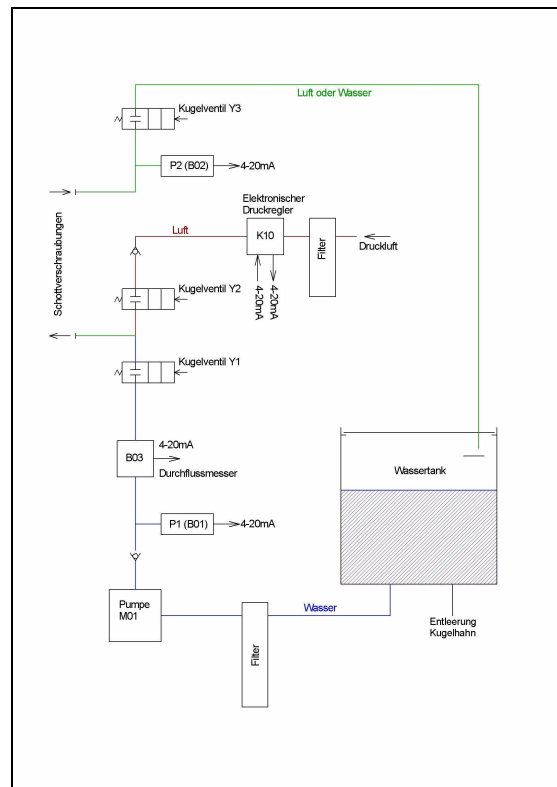 Luft oder Wasser
Kugelventil Y3
P2 (B02)
4-20mA
Schottverschraubungen
Elektronischer
Druckregler
Luft
K10
Filter
Druckluft
4-20mA
4-20mA
Kugelventil Y2
Kugelventil Y1
B03
4-20mA
Durchflussmesser
Wassertank
P1 (B01)
4-20mA
Pumpe
M01
Wasser
Filter
Entleerung
Kugelhahn